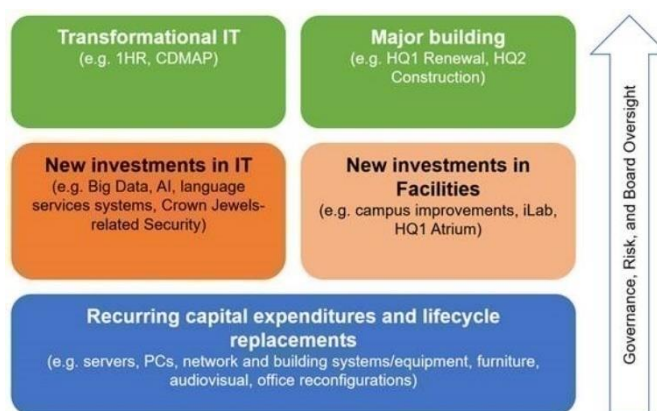 Transformational IT
(e.g. 1HR, CDMAP)
Major building
(e.g. HQ1 Renewal, HQ2
Construction)
New investments in IT
(e.g. Big Data, AI, language
services systems, Crown Jewels-
related Security)
New investments in
Facilities
(e.g. campus improvements, iLab,
HQ1 Atrium)
Recurring capital expenditures and lifecycle
replacements
(e.g. servers, PCs, network and building systems/equipment, furniture,
audiovisual, office reconfigurations)
Governance, Risk, and Board Oversight